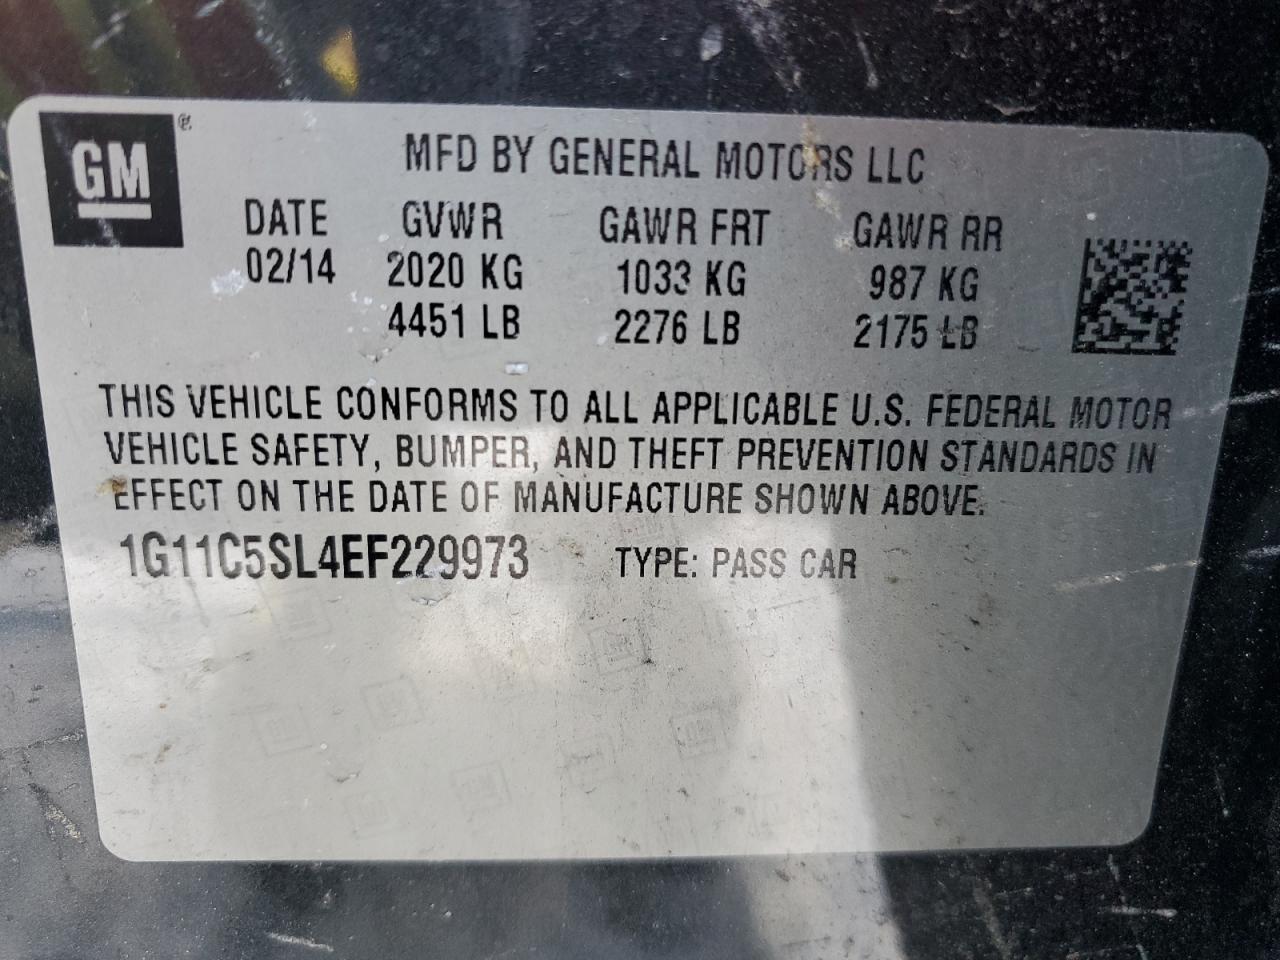 GM
MFD BY GENERAL MOTORS LLC
DATE GVWR GAWR FRT GAWR RR
02/14 2020 KG 1033 KG 987 KG
4451 LB 2276 LB 2175 LB
THIS VEHICLE CONFORMS TO ALL APPLICABLE U.S. FEDERAL MOTOR
VEHICLE SAFETY, BUMPER, AND THEFT PREVENTION STANDARDS IN
EFFECT ON THE DATE OF MANUFACTURE SHOWN ABOVE.
1G11C5SL4EF229973 TYPE: PASS CAR